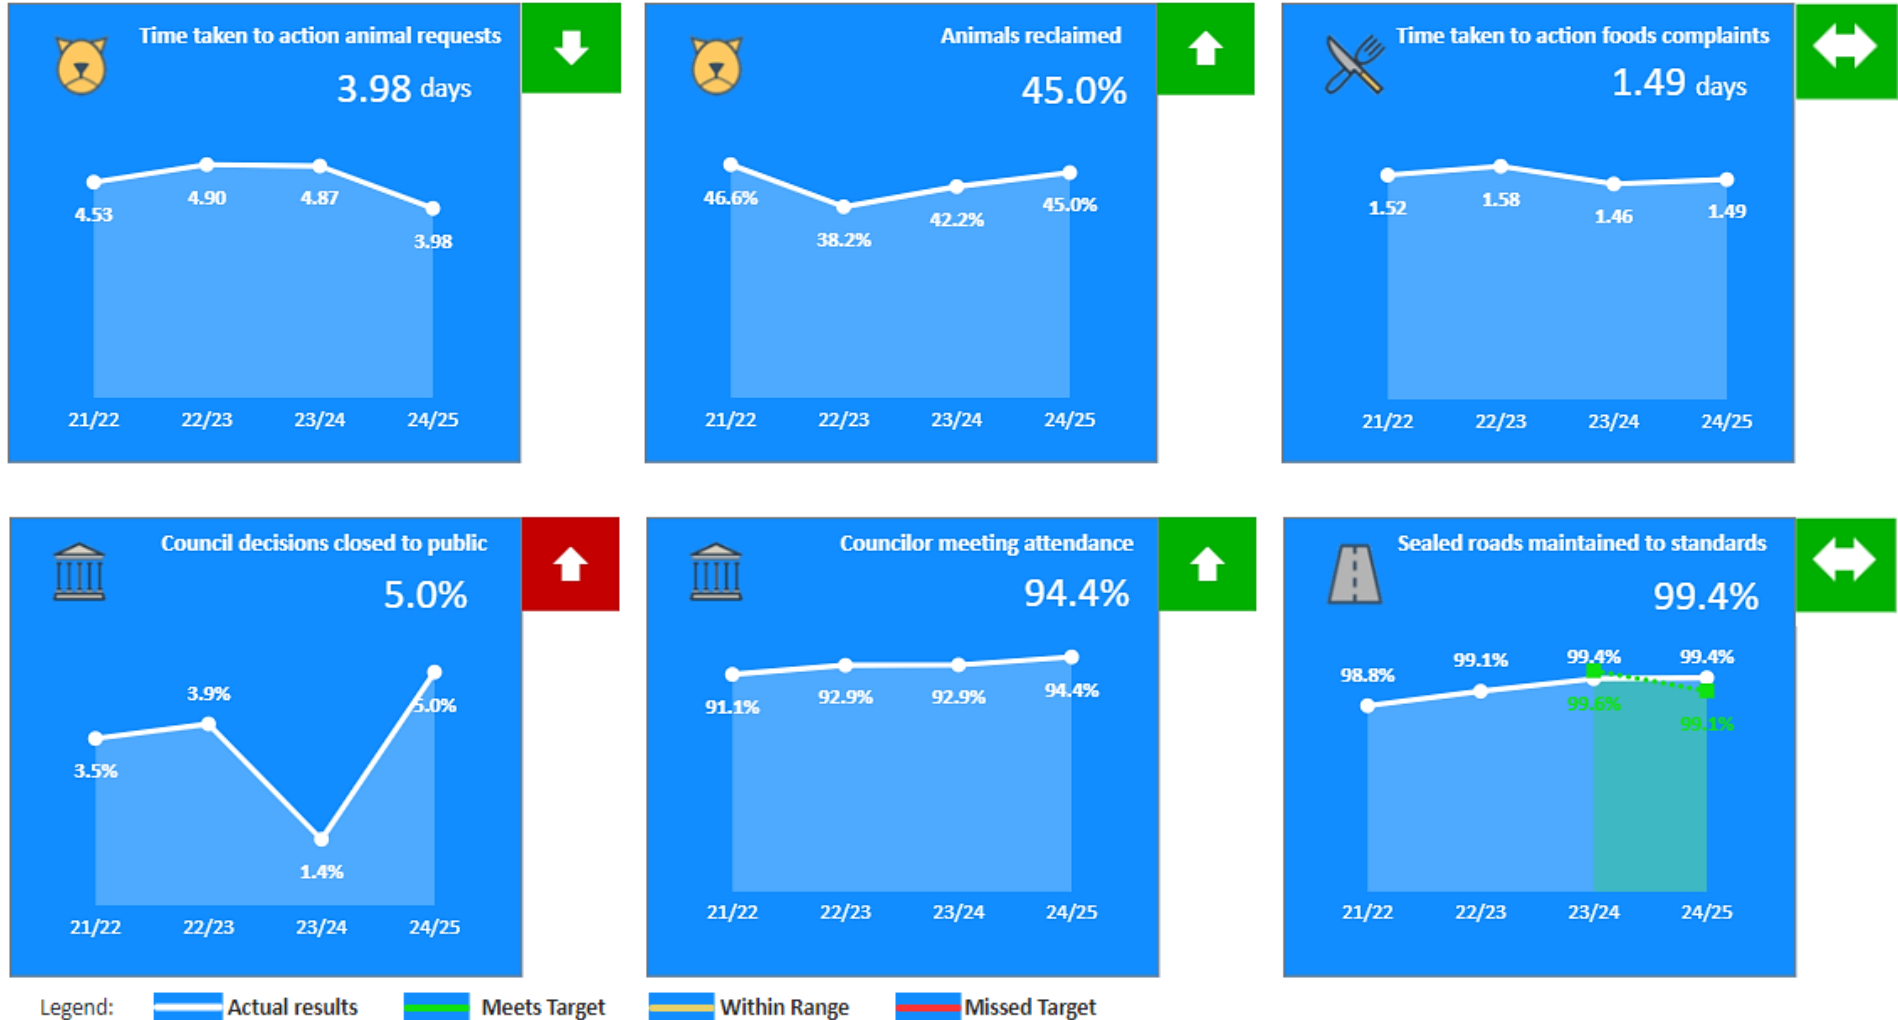 Time taken to action animal requests
3.98 days
4.53
4.90
4.87
3.98
21/22 22/23 23/24 24/25
Animals reclaimed
45.0%
46.6%
38.2%
42.2%
45.0%
21/22 22/23 23/24 24/25
Time taken to action foods complaints
1.49 days
1.52
1.58
1.46
1.49
21/22 22/23 23/24 24/25
Council decisions closed to public
5.0%
3.5%
3.9%
1.4%
5.0%
21/22 22/23 23/24 24/25
Councilor meeting attendance
94.4%
91.1%
92.9%
92.9%
94.4%
21/22 22/23 23/24 24/25
Sealed roads maintained to standards
99.4%
98.8%
99.1%
99.4%
99.4%
99.6%
99.1%
21/22 22/23 23/24 24/25
Legend: Actual results Meets Target Within Range Missed Target